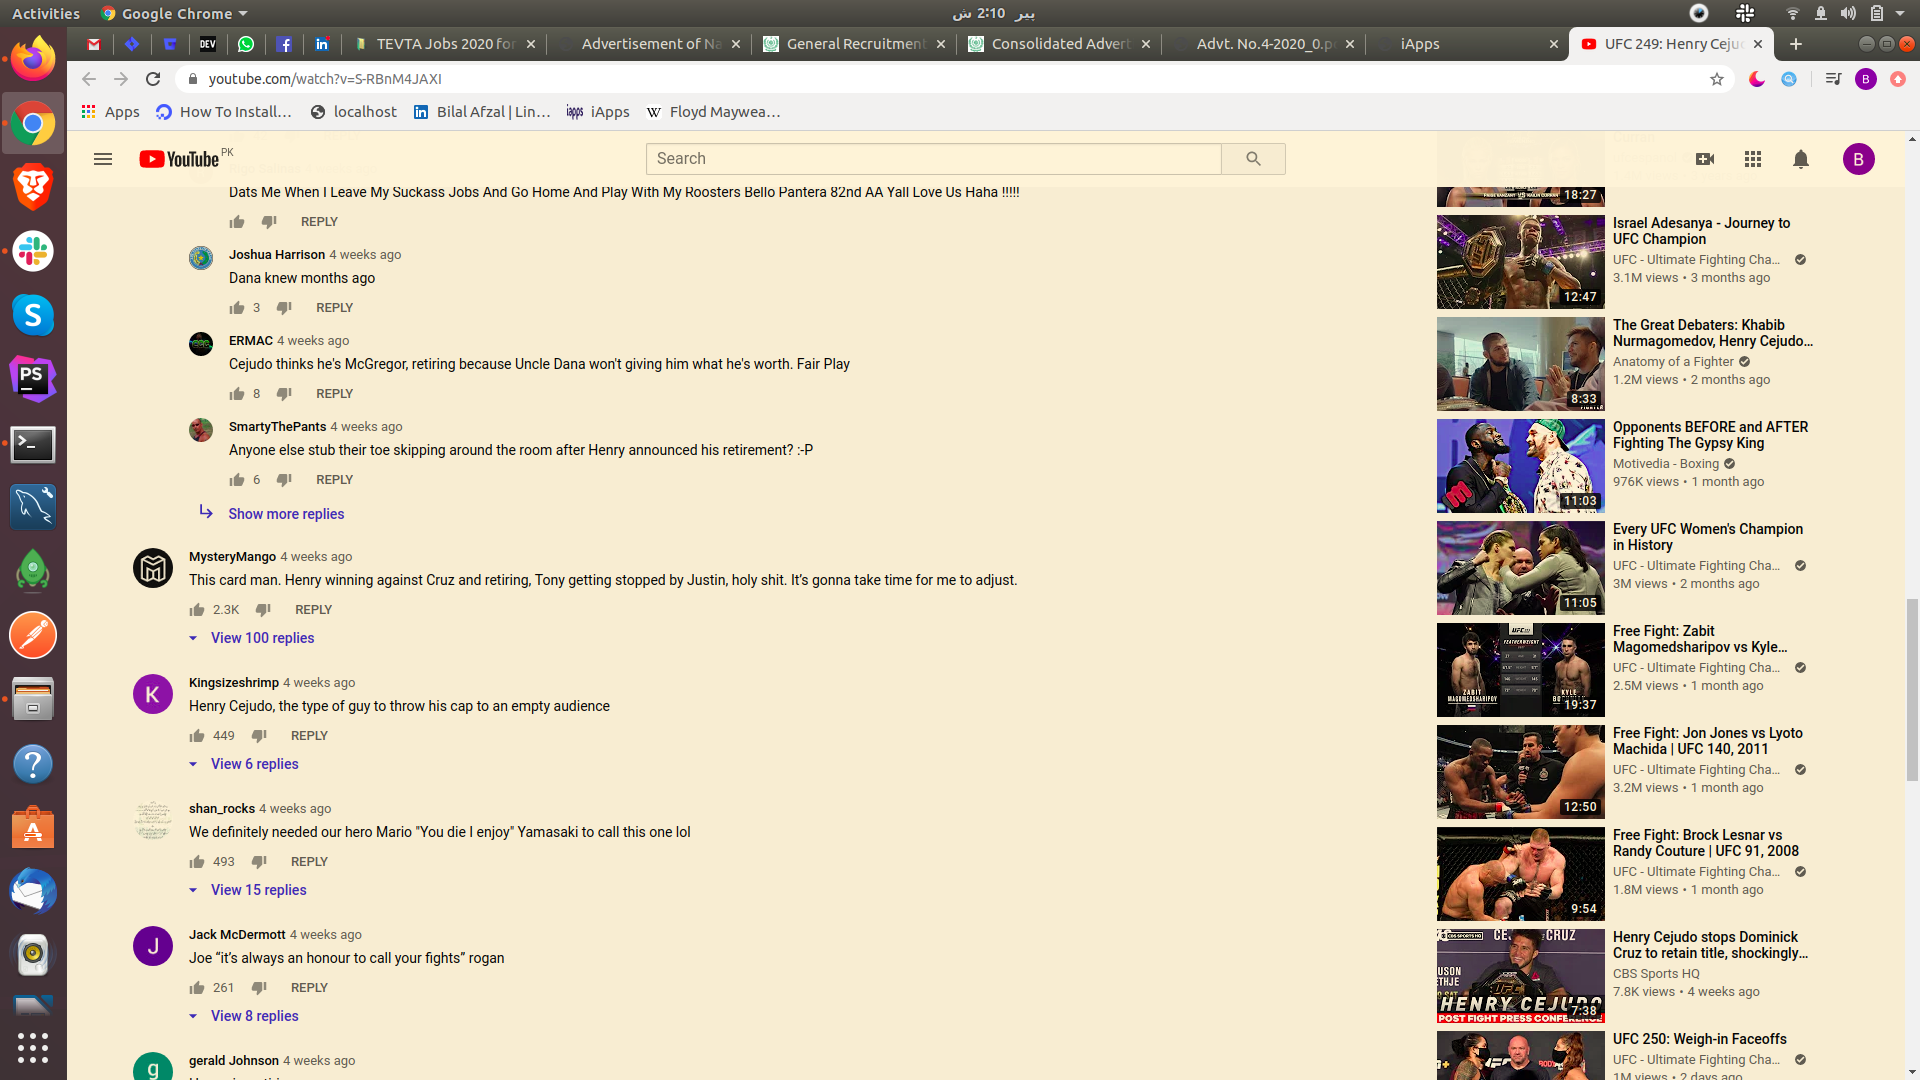 Activities
Google Chrome
پیر 2:10 ش
TEVTA Jobs 2020 for
Advertisement of Na
General Recruitment
Consolidated Advert
Advt. No.4-2020_0.p
iApps
UFC 249: Henry Ceju
youtube.com/watch?v=S-RBnM4JAXI
Apps
How To Install...
localhost
Bilal Afzal | Lin...
iApps
Floyd Maywea...
YouTube PK
Search
Dats Me When I Leave My Suckass Jobs And Go Home And Play With My Roosters Bello Pantera 82nd AA Yall Love Us Haha !!!!!
REPLY
Joshua Harrison 4 weeks ago
Dana knew months ago
3 REPLY
ERMAC 4 weeks ago
Cejudo thinks he's McGregor, retiring because Uncle Dana won't giving him what he's worth. Fair Play
8 REPLY
SmartyThePants 4 weeks ago
Anyone else stub their toe skipping around the room after Henry announced his retirement? :-P
6 REPLY
Show more replies
MysteryMango 4 weeks ago
This card man. Henry winning against Cruz and retiring, Tony getting stopped by Justin, holy shit. It’s gonna take time for me to adjust.
2.3K REPLY
View 100 replies
Kingsizeshrimp 4 weeks ago
Henry Cejudo, the type of guy to throw his cap to an empty audience
449 REPLY
View 6 replies
shan_rocks 4 weeks ago
We definitely needed our hero Mario "You die I enjoy" Yamasaki to call this one lol
493 REPLY
View 15 replies
Jack McDermott 4 weeks ago
Joe “it’s always an honour to call your fights” rogan
261 REPLY
View 8 replies
gerald Johnson 4 weeks ago
18:27
Israel Adesanya - Journey to
UFC Champion
UFC - Ultimate Fighting Cha...
3.1M views • 3 months ago
12:47
The Great Debaters: Khabib
Nurmagomedov, Henry Cejudo...
Anatomy of a Fighter
1.2M views • 2 months ago
8:33
Opponents BEFORE and AFTER
Fighting The Gypsy King
Motivedia - Boxing
976K views • 1 month ago
11:03
Every UFC Women's Champion
in History
UFC - Ultimate Fighting Cha...
3M views • 2 months ago
11:05
Free Fight: Zabit
Magomedsharipov vs Kyle...
UFC - Ultimate Fighting Cha...
2.5M views • 1 month ago
ZABIT
MAGOMEDSHARIPOV
KYLE
19:37
Free Fight: Jon Jones vs Lyoto
Machida | UFC 140, 2011
UFC - Ultimate Fighting Cha...
3.2M views • 1 month ago
12:50
Free Fight: Brock Lesnar vs
Randy Couture | UFC 91, 2008
UFC - Ultimate Fighting Cha...
1.8M views • 1 month ago
9:54
Henry Cejudo stops Dominick
Cruz to retain title, shockingly...
CBS Sports HQ
7.8K views • 4 weeks ago
HENRY CEJUDO
7:38
POST FIGHT PRESS CONFERENCE
UFC 250: Weigh-in Faceoffs
UFC - Ultimate Fighting Cha...
1M views • 2 days ago